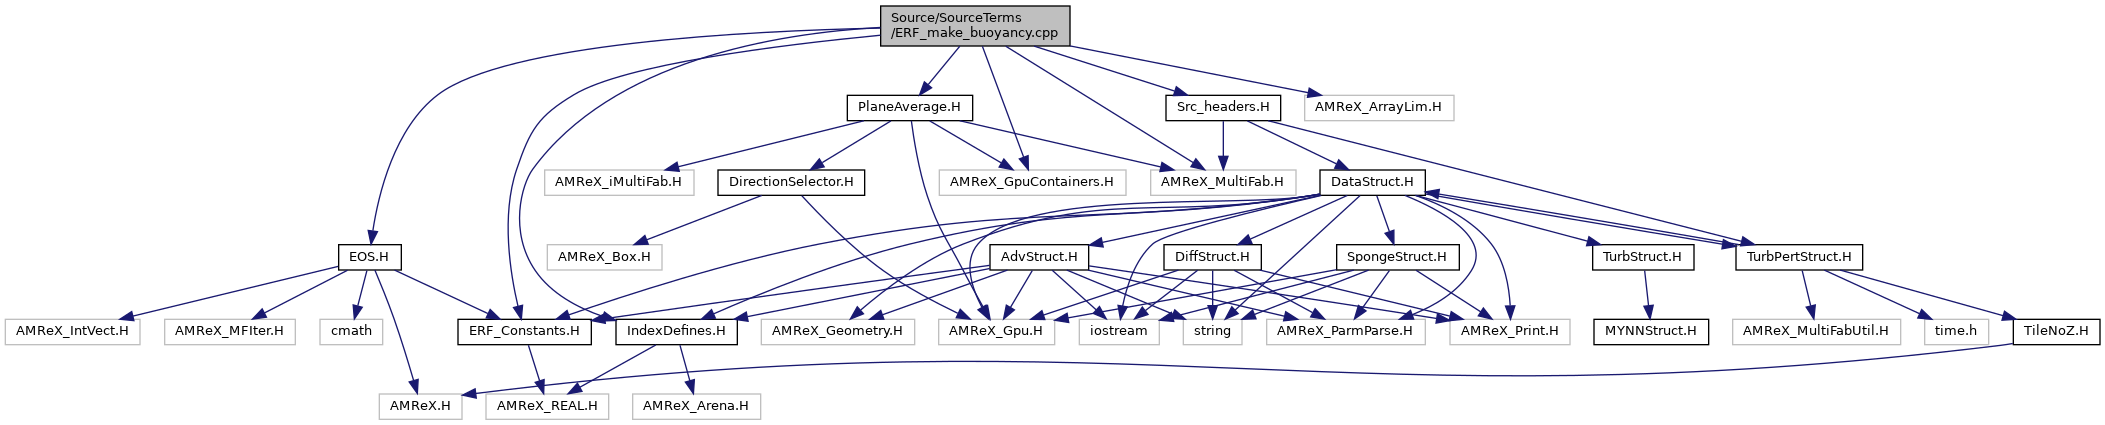 Source/SourceTerms
/ERF_make_buoyancy.cpp
PlaneAverage.H
Src_headers.H
AMReX_ArrayLim.H
AMReX_iMultiFab.H
DirectionSelector.H
AMReX_GpuContainers.H
AMReX_MultiFab.H
DataStruct.H
EOS.H
AMReX_Box.H
AdvStruct.H
DiffStruct.H
SpongeStruct.H
TurbStruct.H
TurbPertStruct.H
AMReX_IntVect.H
AMReX_MFIter.H
cmath
ERF_Constants.H
IndexDefines.H
AMReX_Geometry.H
AMReX_Gpu.H
iostream
string
AMReX_ParmParse.H
AMReX_Print.H
MYNNStruct.H
AMReX_MultiFabUtil.H
time.h
TileNoZ.H
AMReX.H
AMReX_REAL.H
AMReX_Arena.H